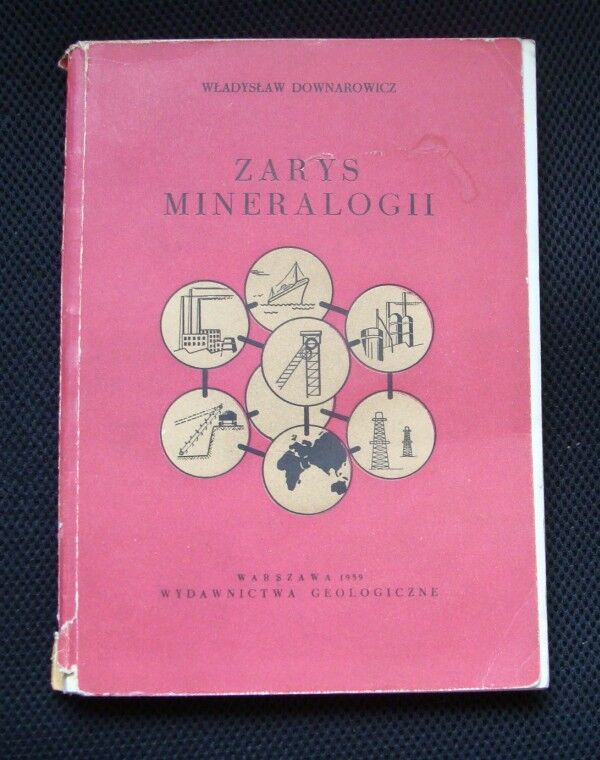 WŁADYSŁAW DOWNAROWICZ
ZARYS
MINERALOGII
WARSZAWA 1959
WYDAWNICTWA GEOLOGICZNE